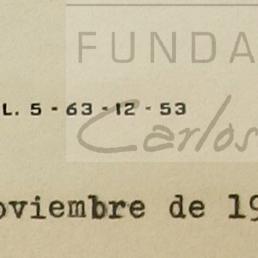 FUNDA
L. 5-63-12-53
Carlos
oviembre de 19